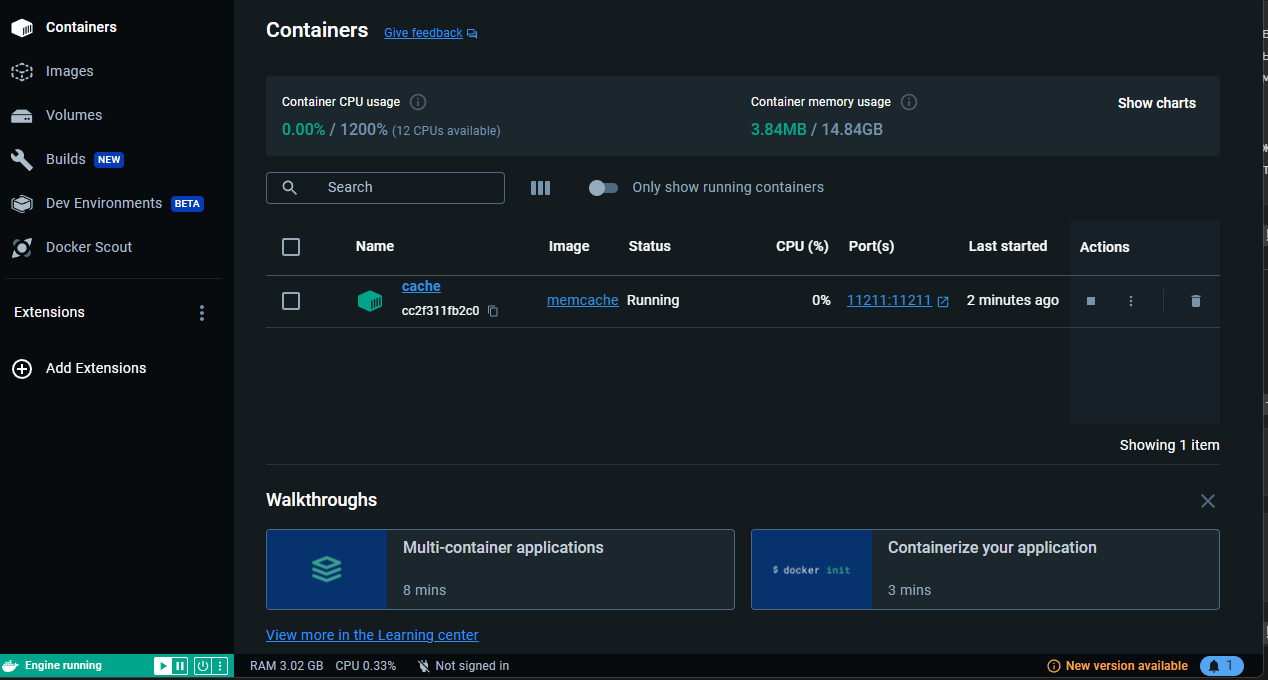 Containers
Images
Volumes
Builds NEW
Dev Environments BETA
Docker Scout
Extensions
Add Extensions
Containers Give feedback
Container CPU usage
0.00% / 1200% (12 CPUs available)
Container memory usage
3.84MB / 14.84GB
Show charts
Search
Only show running containers
Name Image Status CPU (%) Port(s) Last started Actions
cache
cc2f311fb2c0
memcache Running 0% 11211:11211 2 minutes ago
Showing 1 item
Walkthroughs
Multi-container applications
8 mins
$ docker init
Containerize your application
3 mins
View more in the Learning center
Engine running
RAM 3.02 GB CPU 0.33% Not signed in
New version available 1